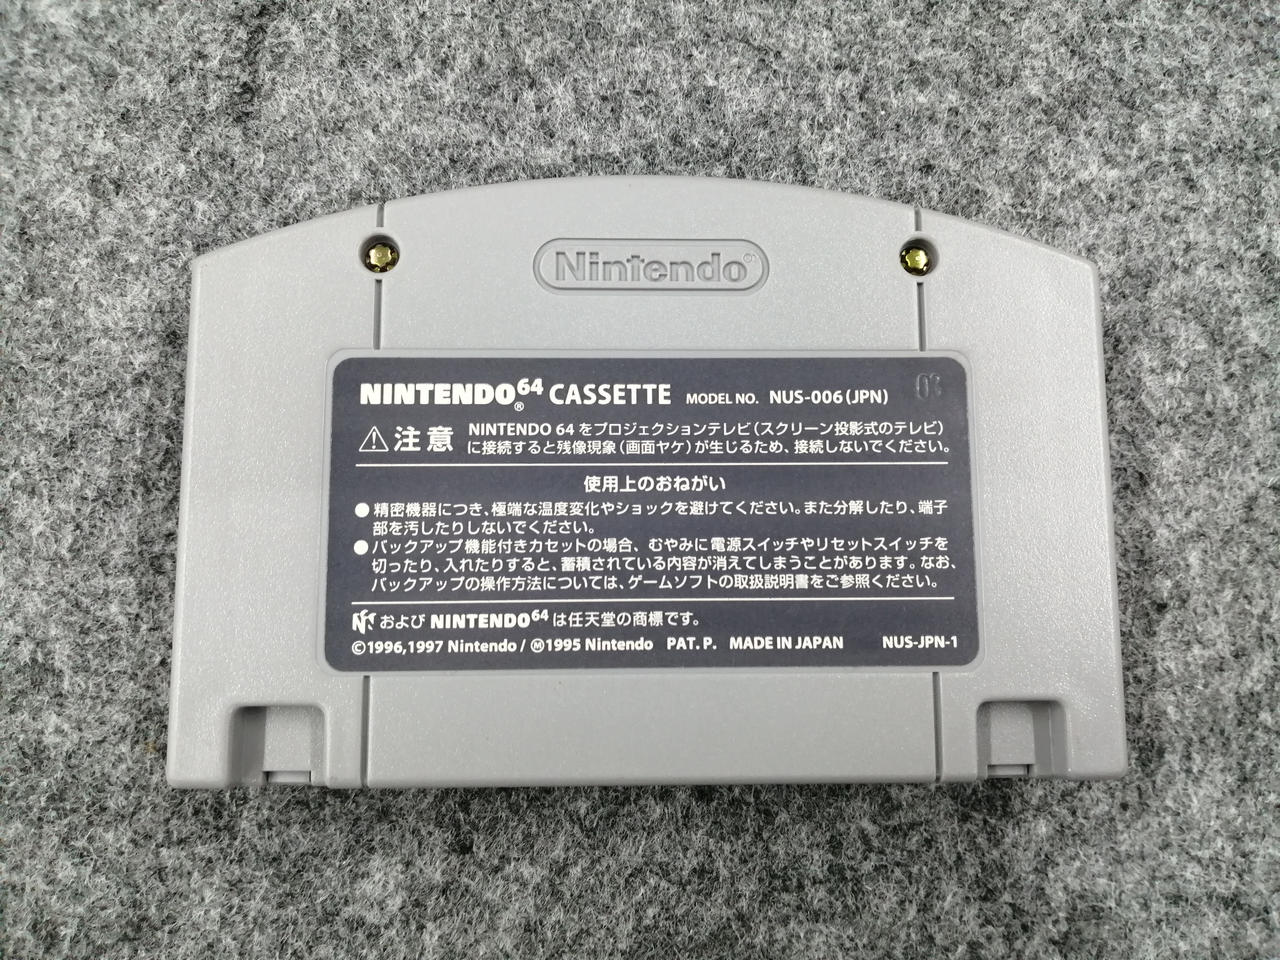 Nintendo
NINTENDO64® CASSETTE MODEL NO. NUS-006(JPN)
注意 NINTENDO 64 をプロジェクションテレビ(スクリーン投影式のテレビ)
に接続すると残像現象(画面ヤケ)が生じるため、接続しないでください。
使用上のおねがい
●精密機器につき、極端な温度変化やショックを避けてください。また分解したり、端子
部を汚したりしないでください。
●バックアップ機能付きカセットの場合、むやみに電源スイッチやリセットスイッチを
切ったり、入れたりすると、蓄積されている内容が消えてしまうことがあります。なお、
バックアップの操作方法については、ゲームソフトの取扱説明書をご参照ください。
および NINTENDO64 は任天堂の商標です。
©1996,1997 Nintendo / Ⓜ1995 Nintendo PAT. P. MADE IN JAPAN NUS-JPN-1